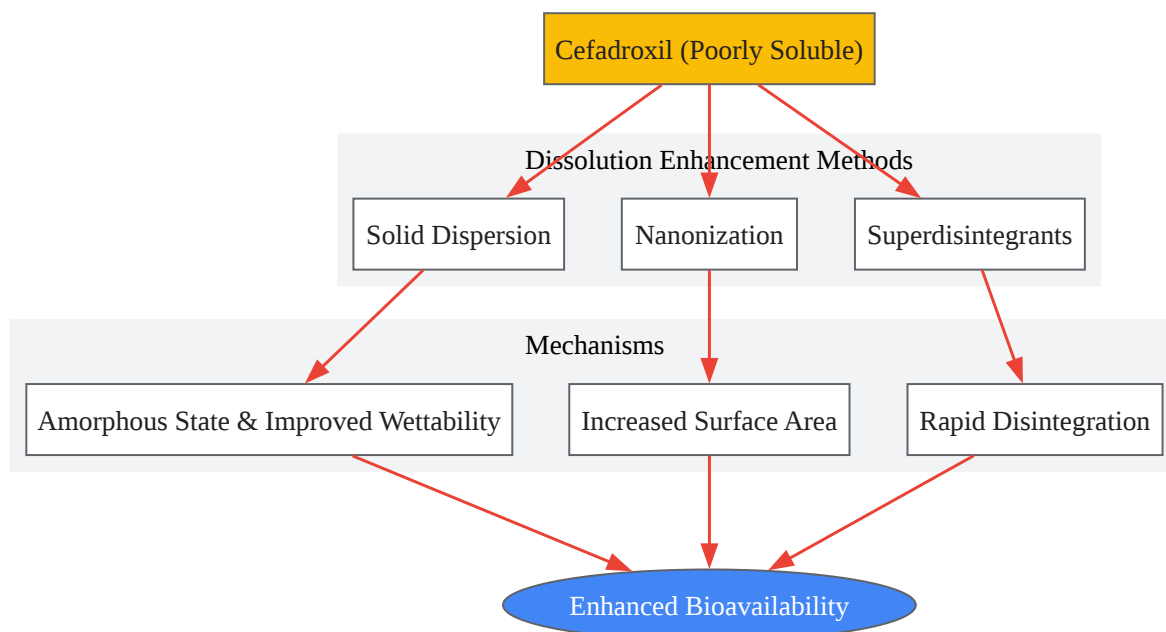 Cefadroxil (Poorly Soluble)
Dissolution Enhancement Methods
Solid Dispersion
Nanonization
Superdisintegrants
Mechanisms
Amorphous State & Improved Wettability
Increased Surface Area
Rapid Disintegration
Enhanced Bioavailability